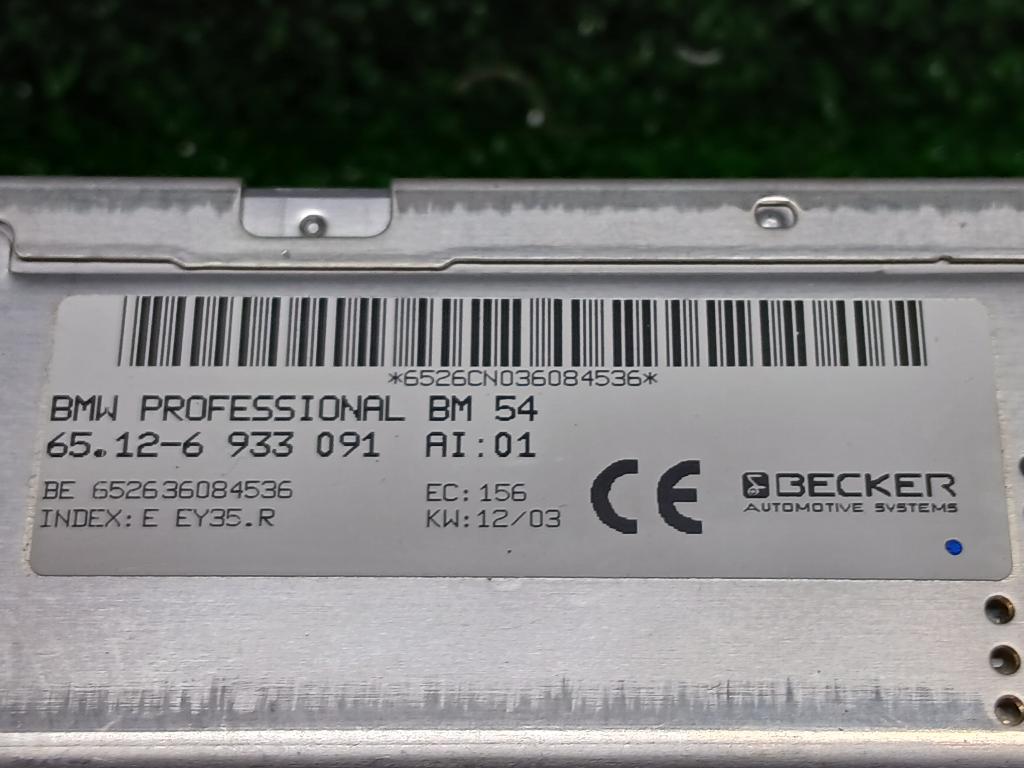 *6526CN036084536*
BMW PROFESSIONAL BM 54
65.12-6 933 091 AI:01
BE 652636084536 EC:156
INDEX: E EY35.R KW:12/03
CE
BECKER
AUTOMOTIVE SYSTEMS